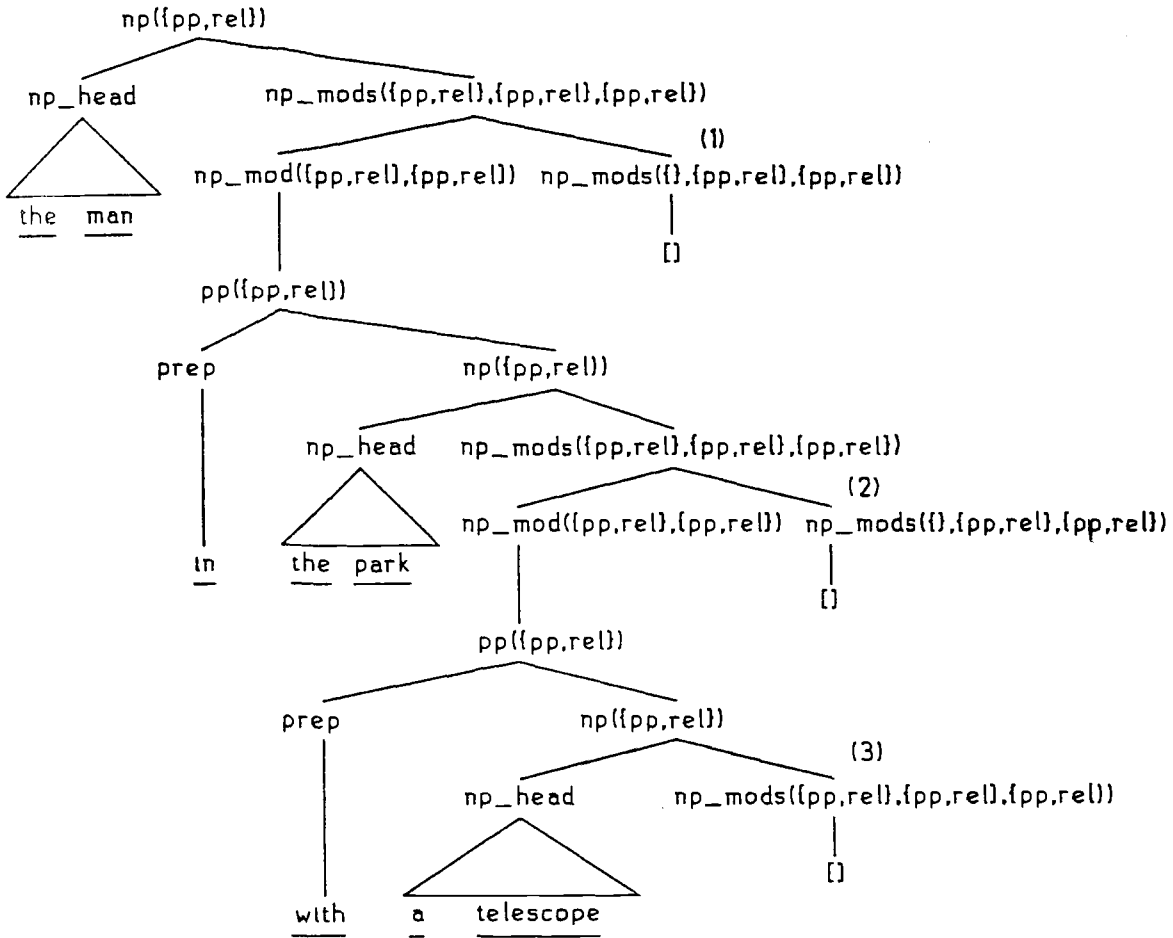 np({pp,rel})
np_head np_mods({pp,rel},{pp,rel},{pp,rel})
(1)
np_mod({pp,rel},{pp,rel}) np_mods({},{pp,rel},{pp,rel})
the man
[]
pp({pp,rel})
prep np({pp,rel})
np_head np_mods({pp,rel},{pp,rel},{pp,rel})
(2)
np_mod({pp,rel},{pp,rel}) np_mods({},{pp,rel},{pp,rel})
in the park
[]
pp({pp,rel})
prep np({pp,rel})
(3)
np_head np_mods({pp,rel},{pp,rel},{pp,rel})
[]
with a telescope